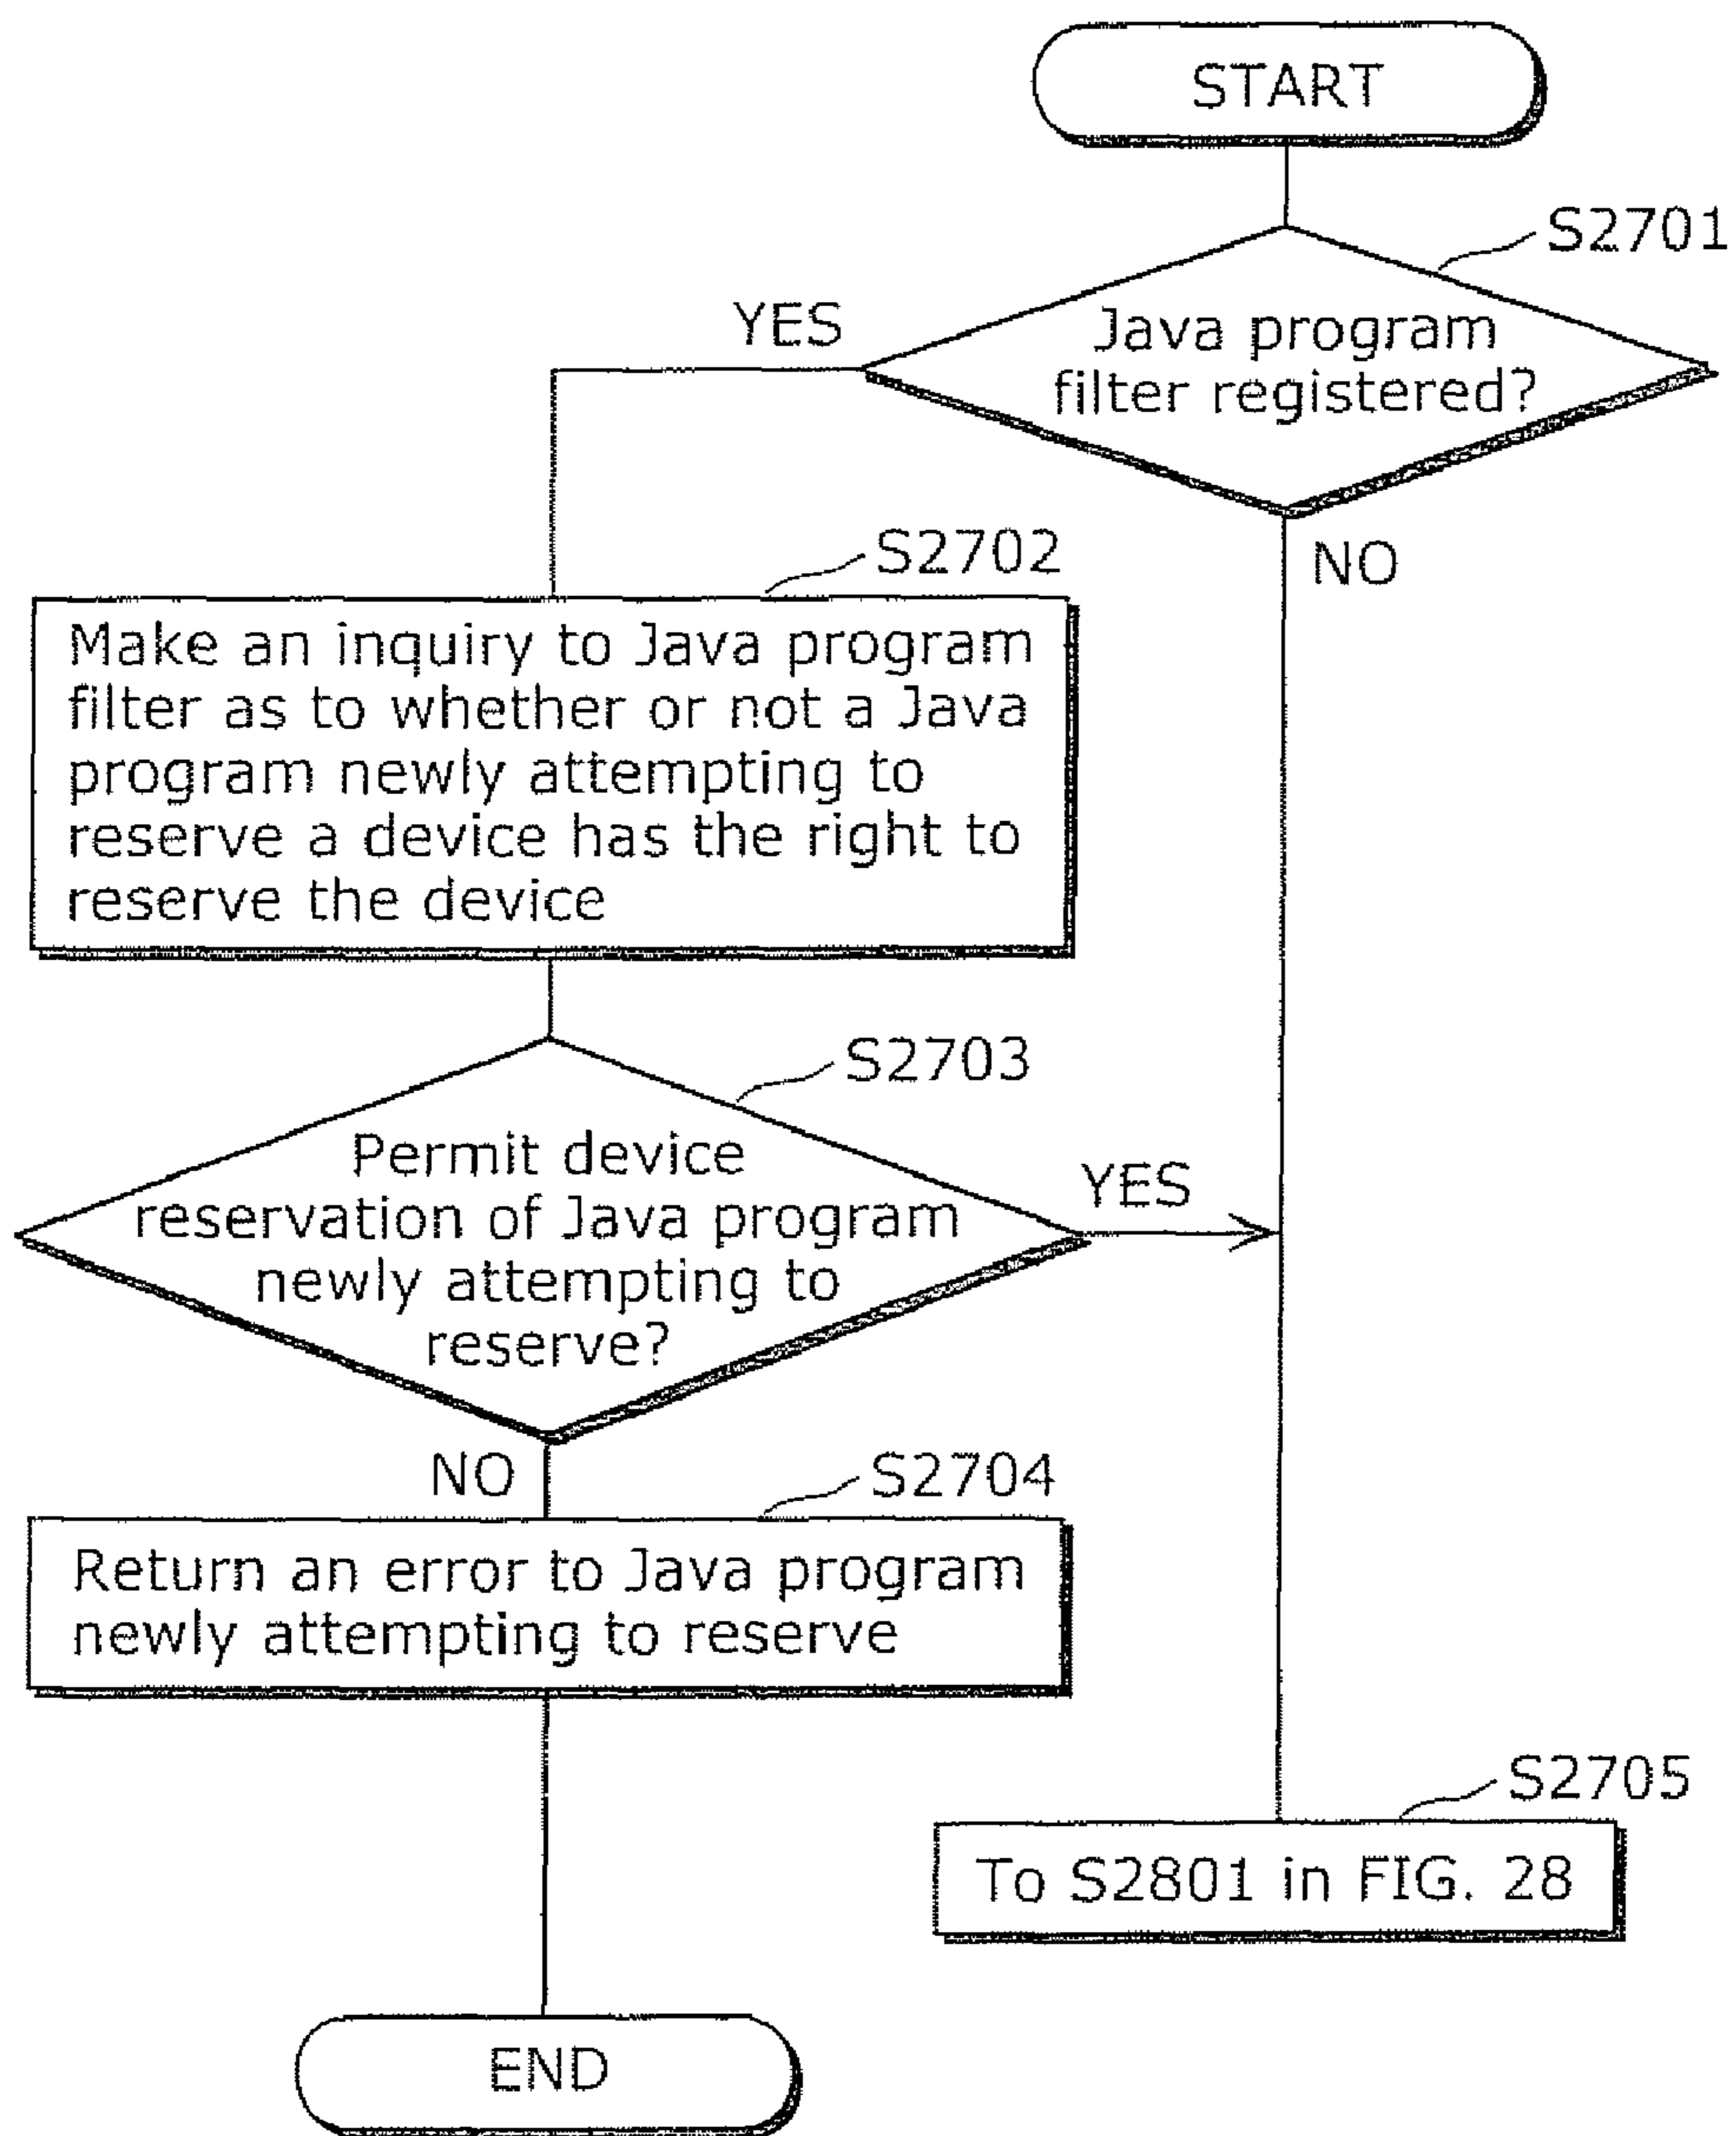 START
S2701
YES
Java program
filter registered?
NO
S2702
Make an inquiry to Java program
filter as to whether or not a Java
program newly attempting to
reserve a device has the right to
reserve the device
S2703
Permit device
reservation of Java program
newly attempting to
reserve?
YES
NO
S2704
Return an error to Java program
newly attempting to reserve
S2705
To S2801 in FIG. 28
END